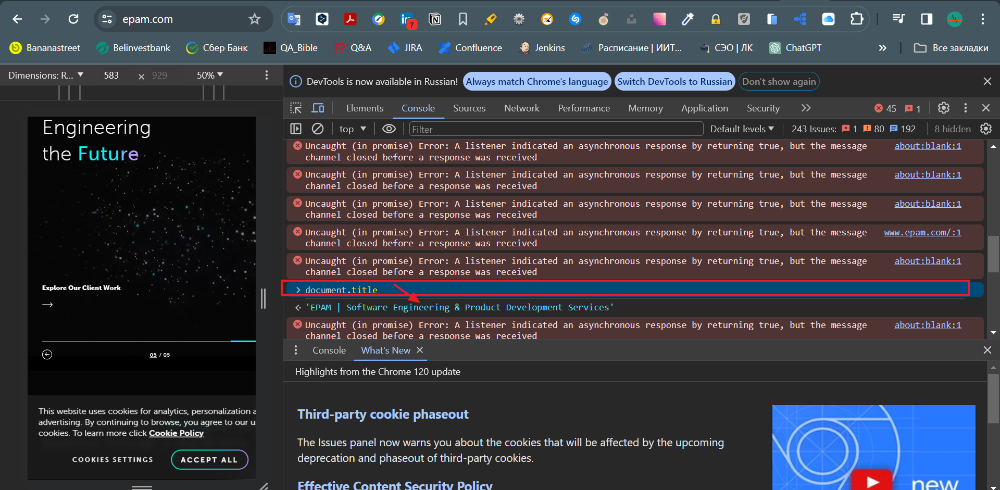 epam.com
7
Bananastreet
Belinvestbank
Сбер Банк
QA_Bible
Q&A
JIRA
Confluence
Jenkins
Расписание | ИИТ...
СЭО | ЛК
ChatGPT
Все закладки
Dimensions: R...
583
929
50%
Engineering
the Future
Explore Our Client Work
05 / 05
This website uses cookies for analytics, personalization a
advertising. By continuing to browse, you agree to our u
cookies. To learn more click Cookie Policy
COOKIES SETTINGS
ACCEPT ALL
DevTools is now available in Russian!
Always match Chrome's language
Switch DevTools to Russian
Don't show again
Elements
Console
Sources
Network
Performance
Memory
Application
Security
45
1
top
Filter
Default levels
243 Issues:
1
80
192
8 hidden
Uncaught (in promise) Error: A listener indicated an asynchronous response by returning true, but the message about:blank:1
channel closed before a response was received
Uncaught (in promise) Error: A listener indicated an asynchronous response by returning true, but the message about:blank:1
channel closed before a response was received
Uncaught (in promise) Error: A listener indicated an asynchronous response by returning true, but the message about:blank:1
channel closed before a response was received
Uncaught (in promise) Error: A listener indicated an asynchronous response by returning true, but the message www.epam.com/:1
channel closed before a response was received
Uncaught (in promise) Error: A listener indicated an asynchronous response by returning true, but the message about:blank:1
channel closed before a response was received
document.title
'EPAM | Software Engineering & Product Development Services'
Uncaught (in promise) Error: A listener indicated an asynchronous response by returning true, but the message about:blank:1
channel closed before a response was received
Console
What's New
Highlights from the Chrome 120 update
Third-party cookie phaseout
The Issues panel now warns you about the cookies that will be affected by the upcoming
deprecation and phaseout of third-party cookies.
Effective Content Security Policy
new